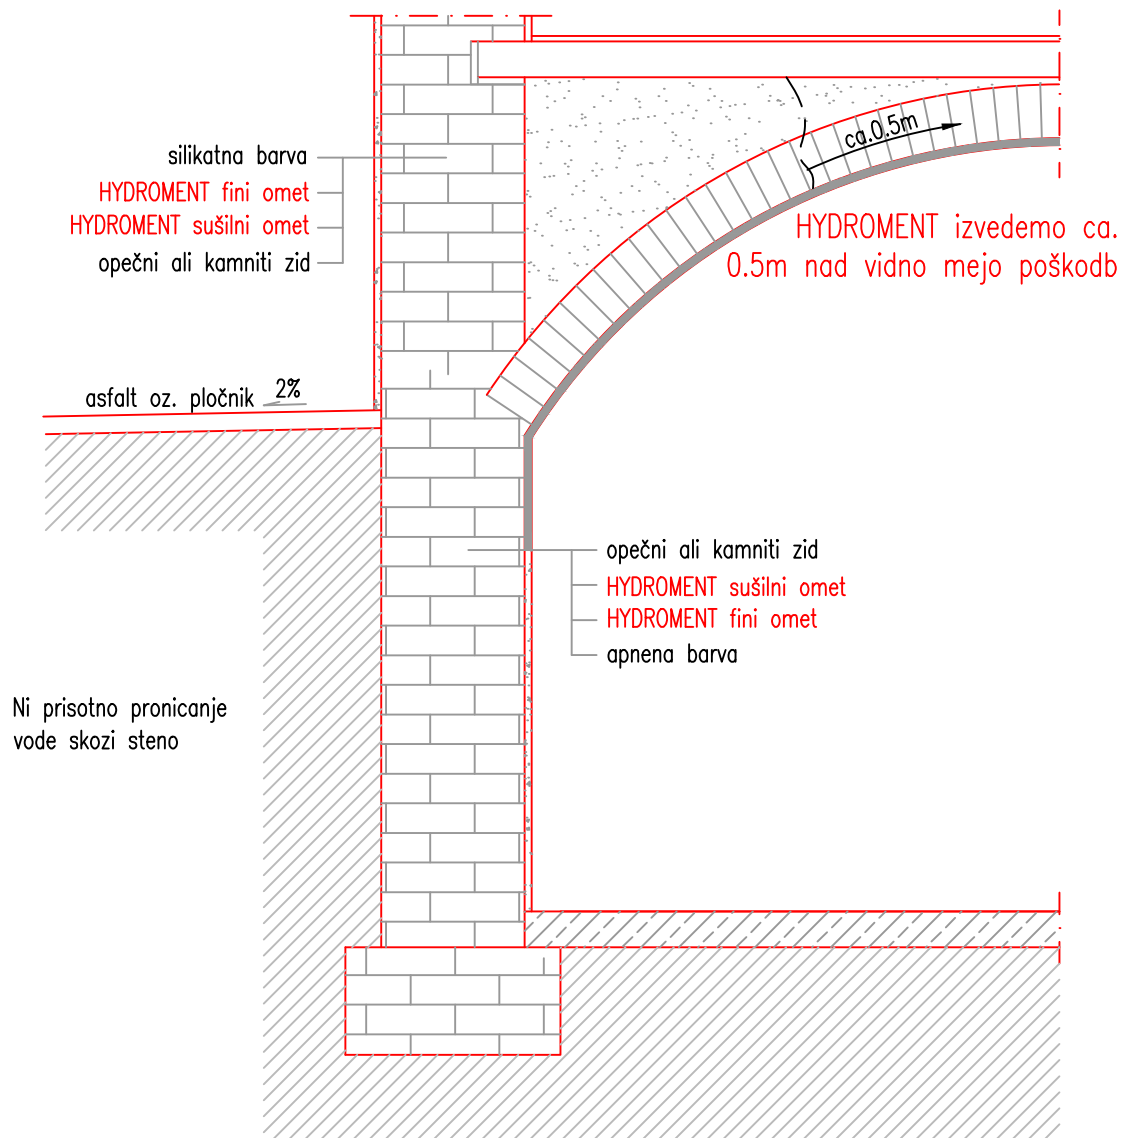 ca.0.5m
silikatna barva
HYDROMENT fini omet
HYDROMENT sušilni omet
opečni ali kamniti zid
HYDROMENT izvedemo ca.
0.5m nad vidno mejo poškodb
asfalt oz. pločnik 2%
opečni ali kamniti zid
HYDROMENT sušilni omet
HYDROMENT fini omet
apnena barva
Ni prisotno pronicanje
vode skozi steno